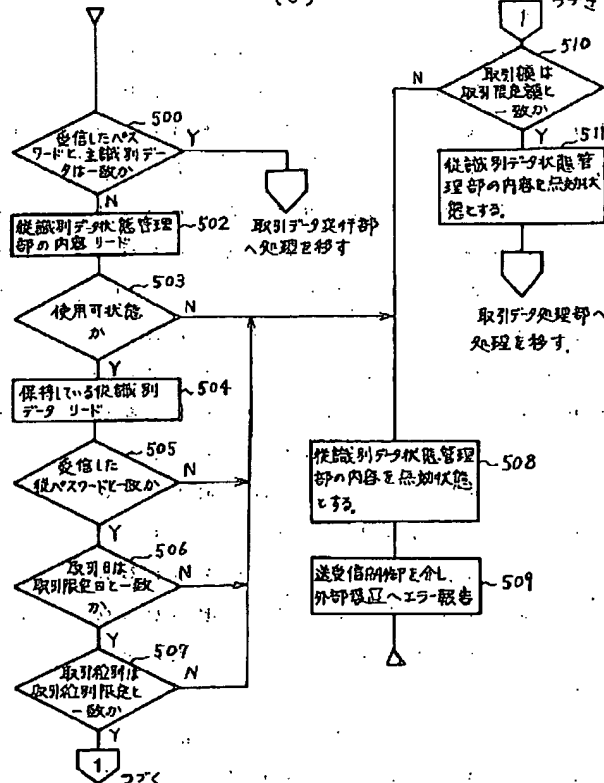 500
受信したパス
ワードと、主識別デー
タは一致か
Y
N
取引データ交行部
へ処理を移す
従識別データ状態管理
部の内容 リード
502
503
使用可状態
か
N
Y
保持している従識別
データ リード
504
505
受信した
従パスワードと一致か
N
Y
506
取引日は
取引限定日と一致
か
N
Y
507
取引種別は
取引種別限定と
一致か
N
Y
1
つづく
1
つづき
510
取引額は
取引限定額と
一致か
N
Y
511
従識別データ状態管
理部の内容を無効状
態とする。
取引データ処理部へ
処理を移す。
従識別データ状態管理
部の内容を無効状態
とする。
508
送受信制御部を介し、
外部装置へエラー報告
509